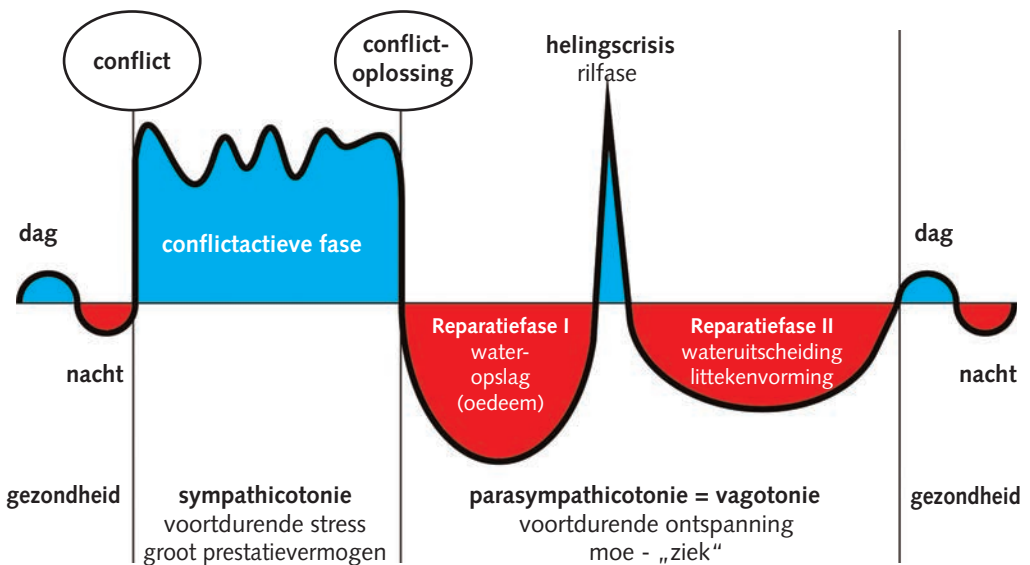 conflict
conflict-
oplossing
helingscrisis
rilfase
dag
conflictactieve fase
dag
Reparatiefase I
water-
opslag
(oedeem)
Reparatiefase II
wateruitscheiding
littekenvorming
nacht
nacht
gezondheid
sympathicotonie
voortdurende stress
groot prestatievermogen
parasympathicotonie = vagotonie
voortdurende ontspanning
moe - „ziek“
gezondheid